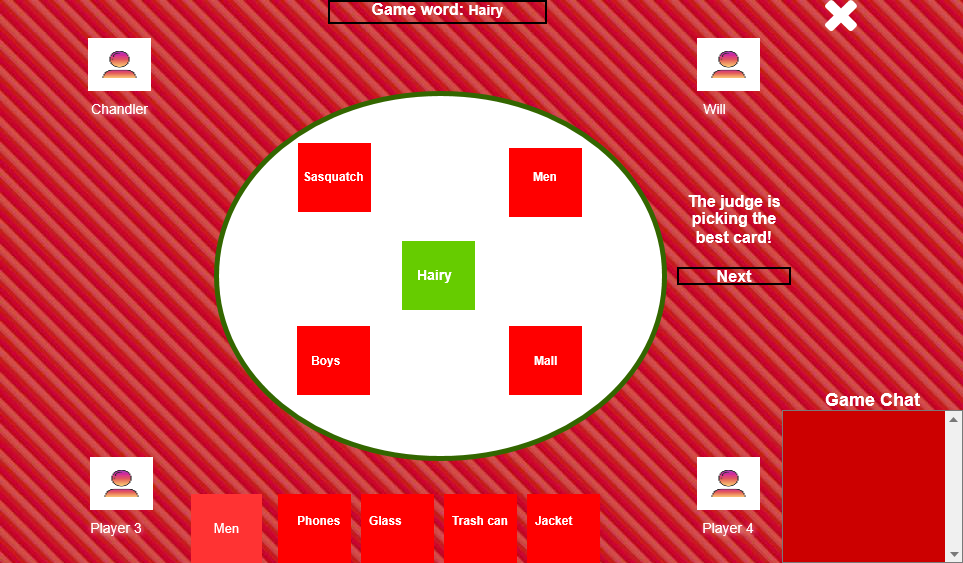 Game word: Hairy
Chandler
Will
Sasquatch
Men
The judge is
picking the
best card!
Hairy
Next
Boys
Mall
Game Chat
Player 3
Men
Phones
Glass
Trash can
Jacket
Player 4